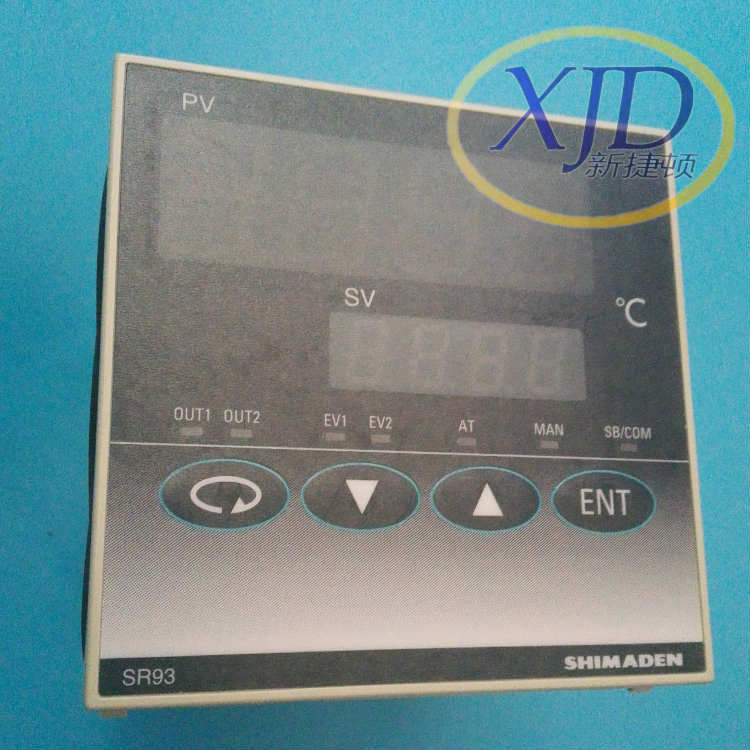 XJD
新捷顿
PV
SV
℃
OUT1 OUT2 EV1 EV2 AT MAN SB/COM
ENT
SHIMADEN
SR93